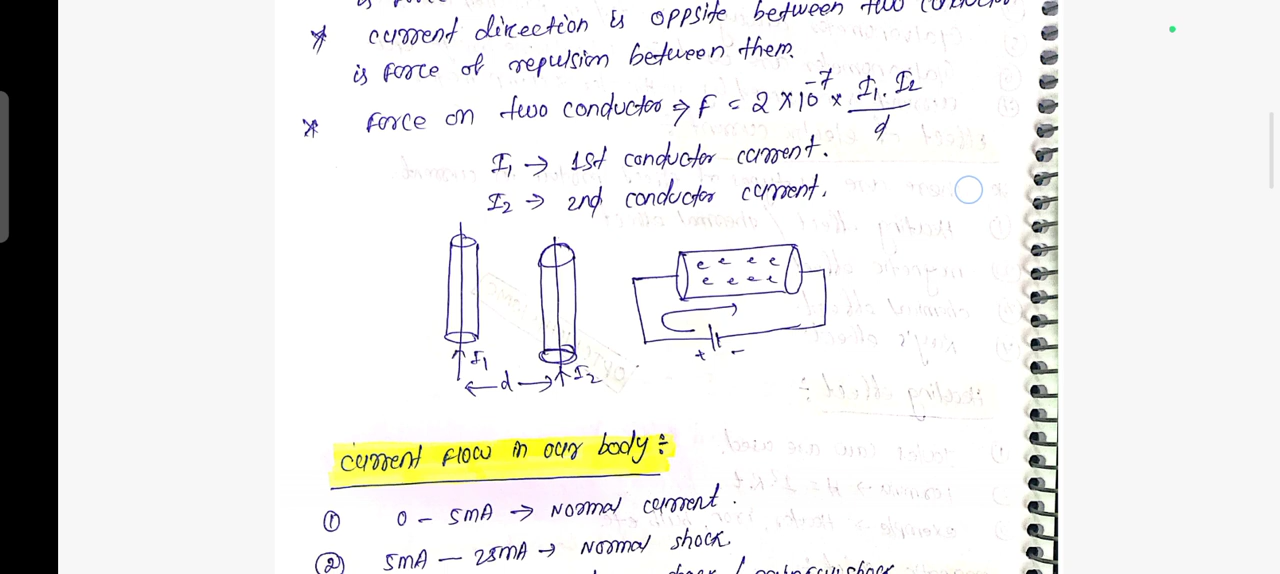 * current direction is oppsite between two
is force of repulsion between them.
* Force on two conductor ⇒ F = 2 × 10⁻⁷ × I₁. I₂ / d
I₁ → 1st conductor current.
I₂ → 2nd conductor current.
e e e e
e e e e
+ -
I₁
d
I₂
current flow in our body ÷
① 0 - 5mA → Normal current.
② 5mA — 25mA → Normal shock.